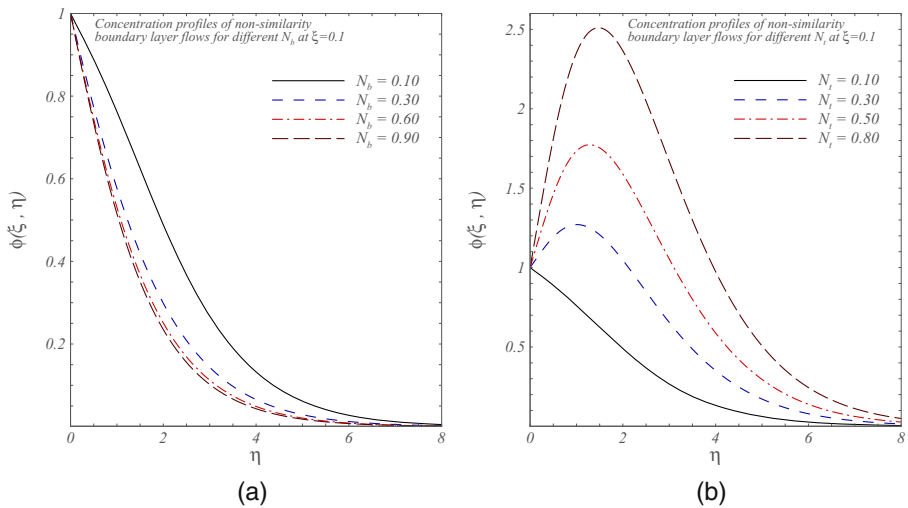 Concentration profiles of non-similarity
boundary layer flows for different N_b at ξ=0.1
N_b = 0.10
N_b = 0.30
N_b = 0.60
N_b = 0.90
1
0.8
0.6
0.4
0.2
0
2
4
6
8
ϕ(ξ , η)
η
(a)
Concentration profiles of non-similarity
boundary layer flows for different N_t at ξ=0.1
N_t = 0.10
N_t = 0.30
N_t = 0.50
N_t = 0.80
2.5
2
1.5
1
0.5
0
2
4
6
8
ϕ(ξ , η)
η
(b)